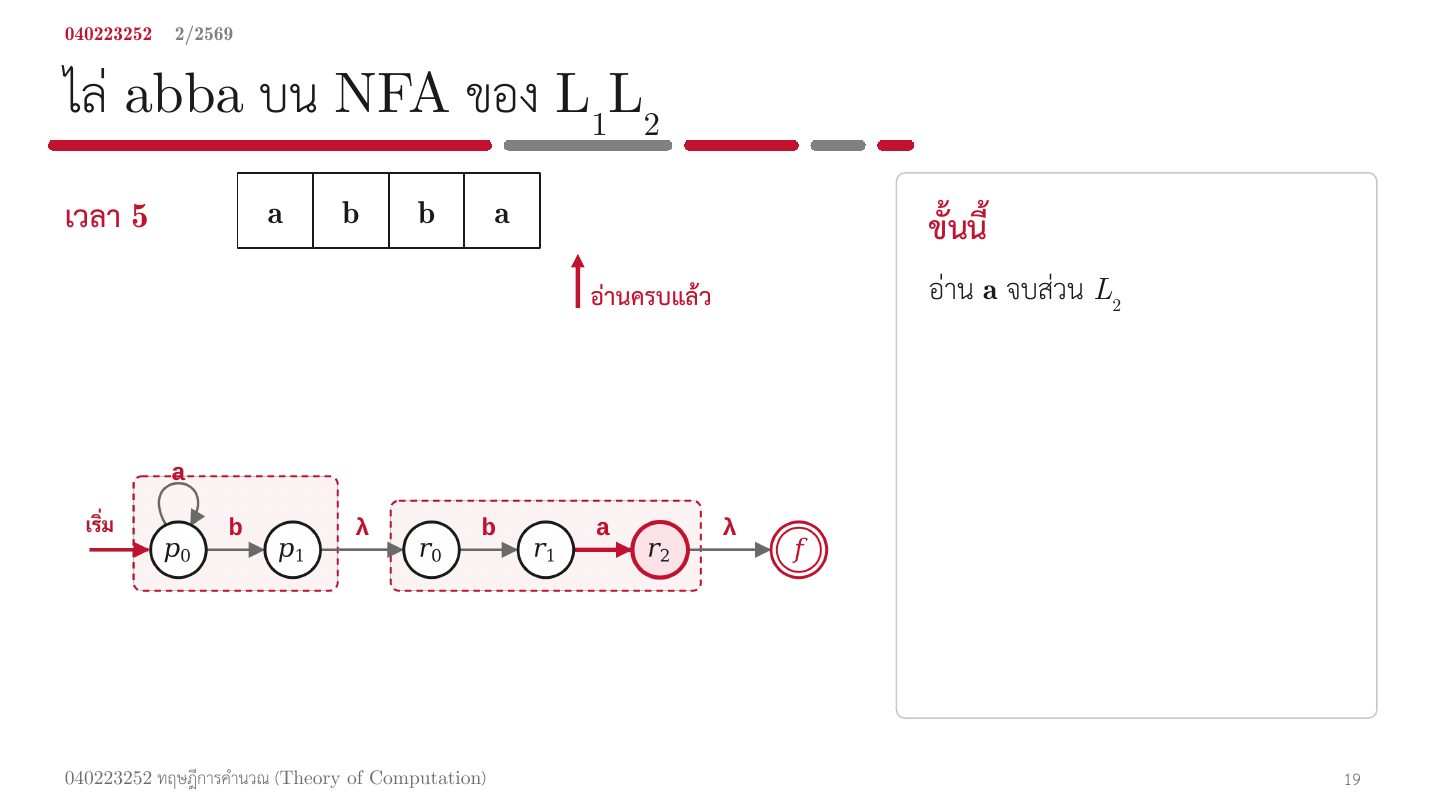 040223252 2/2569
ไล่ abba บน NFA ของ L₁L₂
เวลา 5
a b b a
อ่านครบแล้ว
ขั้นนี้
อ่าน a จบส่วน L₂
a
เริ่ม b λ b a λ
p₀ p₁ r₀ r₁ r₂ f
040223252 ทฤษฎีการคำนวณ (Theory of Computation) 19